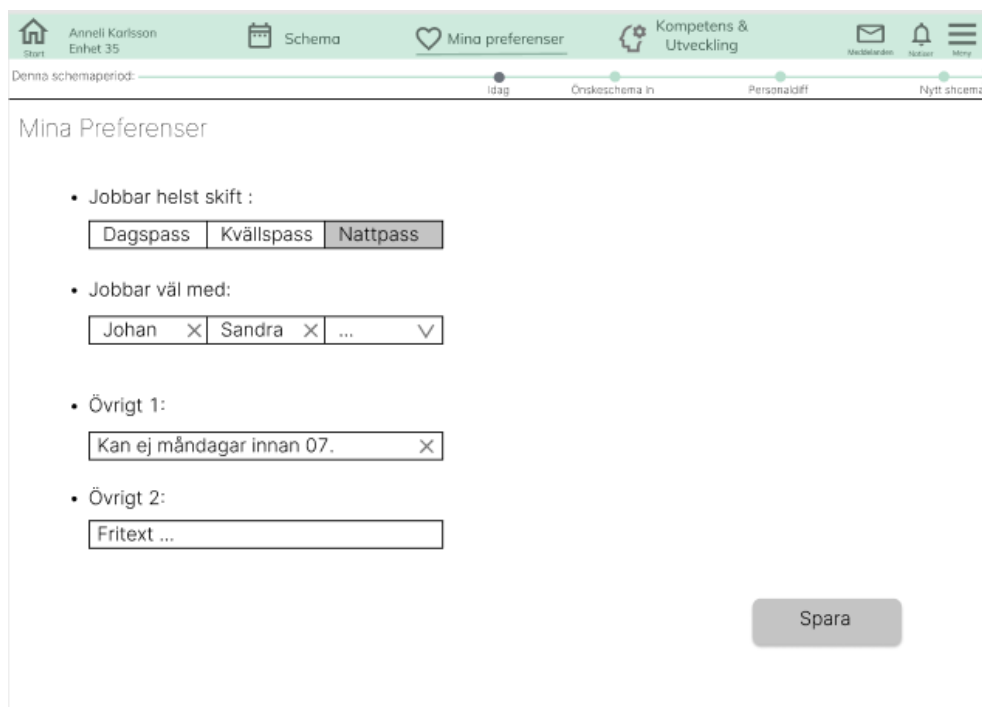 Start
Anneli Karlsson
Enhet 35
Schema
Mina preferenser
Kompetens &
Utveckling
Meddelanden
Notiser
Meny
Denna schemaperiod:
Idag
Önskeschema In
Personaldiff
Nytt shcema
Mina Preferenser
• Jobbar helst skift :
Dagspass Kvällspass Nattpass
• Jobbar väl med:
Johan Sandra ...
• Övrigt 1:
Kan ej måndagar innan 07.
• Övrigt 2:
Fritext ...
Spara